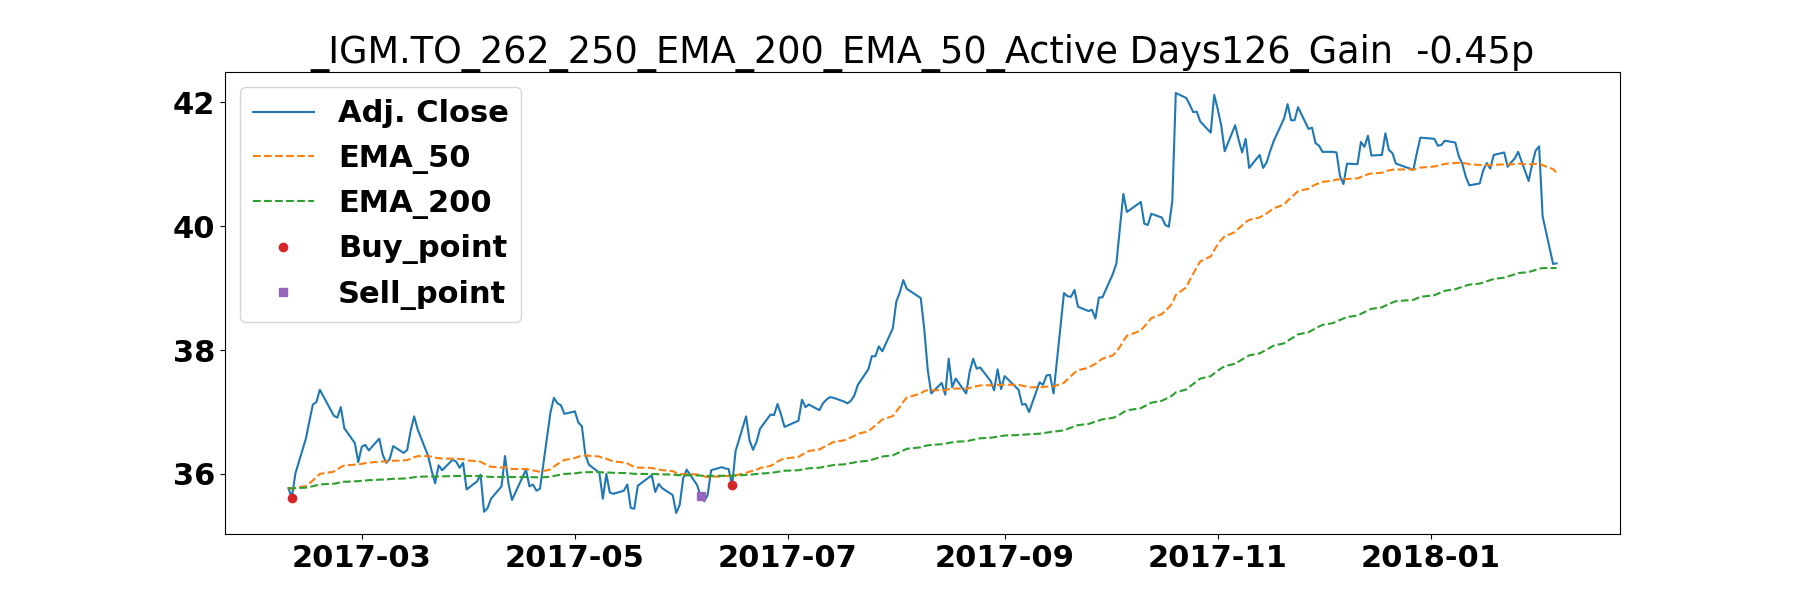 _IGM.TO_262_250_EMA_200_EMA_50_Active Days126_Gain  -0.45p
42
40
38
36
Adj. Close
EMA_50
EMA_200
Buy_point
Sell_point
2017-03 2017-05 2017-07 2017-09 2017-11 2018-01